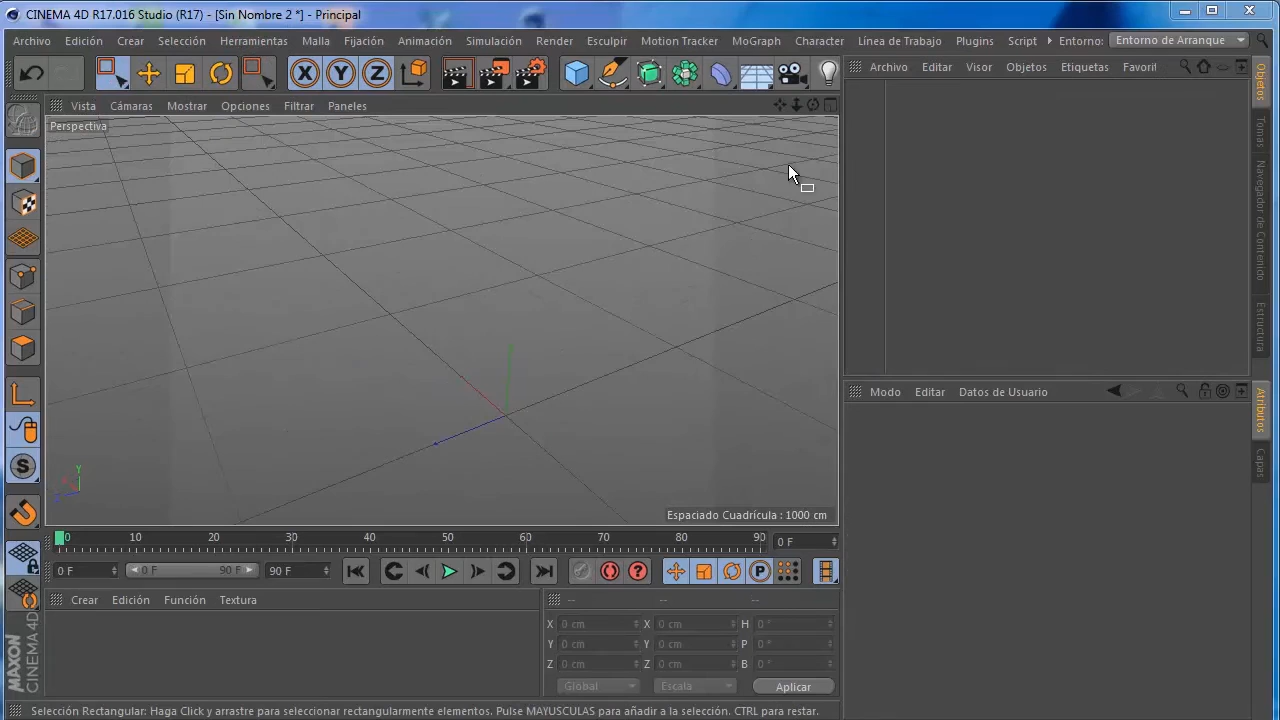 CINEMA 4D R17.016 Studio (R17) - [Sin Nombre 2 *] - Principal
Archivo Edición Crear Selección Herramientas Malla Fijación Animación Simulación Render Esculpir Motion Tracker MoGraph Character Línea de Trabajo Plugins Script Entorno: Entorno de Arranque
X Y Z
Archivo Editar Visor Objetos Etiquetas Favorit
Vista Cámaras Mostrar Opciones Filtrar Paneles
Perspectiva
Objetos
Tomas
Navegador de Contenido
Estructura
Modo Editar Datos de Usuario
Atributos
Capas
S
Y
X
Z
Espaciado Cuadrícula : 1000 cm
0 10 20 30 40 50 60 70 80 90 0 F
0 F 0 F 90 F 90 F ? P
Crear Edición Función Textura
-- -- --
X 0 cm X 0 cm H 0 °
Y 0 cm Y 0 cm P 0 °
Z 0 cm Z 0 cm B 0 °
Global Escala Aplicar
MAXON
CINEMA 4D
Selección Rectangular: Haga Click y arrastre para seleccionar rectangularmente elementos. Pulse MAYUSCULAS para añadir a la selección. CTRL para restar.